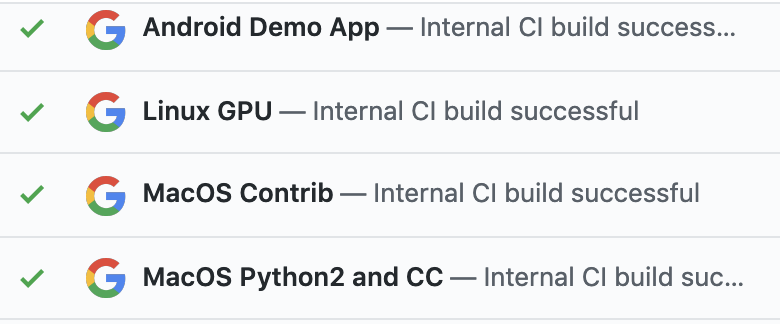 Android Demo App — Internal CI build success...
Linux GPU — Internal CI build successful
MacOS Contrib — Internal CI build successful
MacOS Python2 and CC — Internal CI build suc...